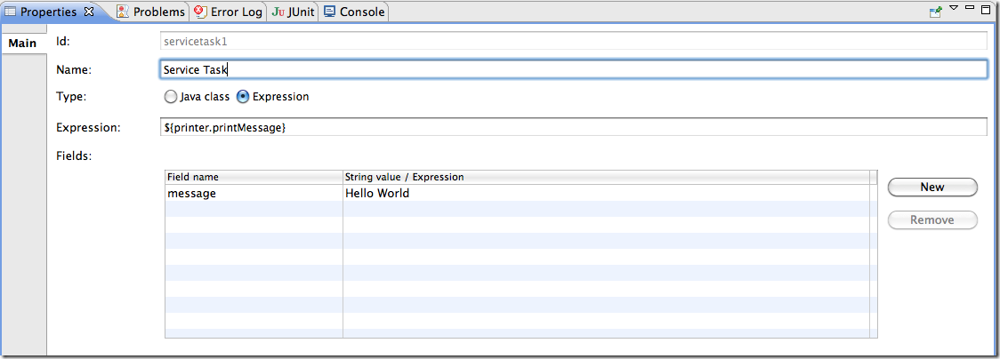 Properties Problems Error Log JUnit Console
Main
Id: servicetask1
Name: Service Task
Type: Java class Expression
Expression: ${printer.printMessage}
Fields:
Field name String value / Expression
message Hello World
New
Remove